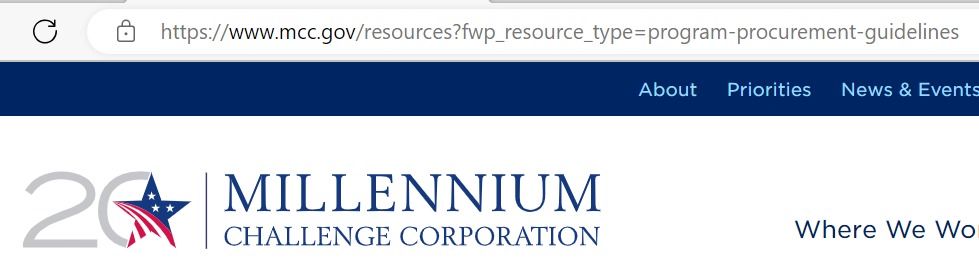 https://www.mcc.gov/resources?fwp_resource_type=program-procurement-guidelines
About Priorities News & Events
20 MILLENNIUM
CHALLENGE CORPORATION
Where We